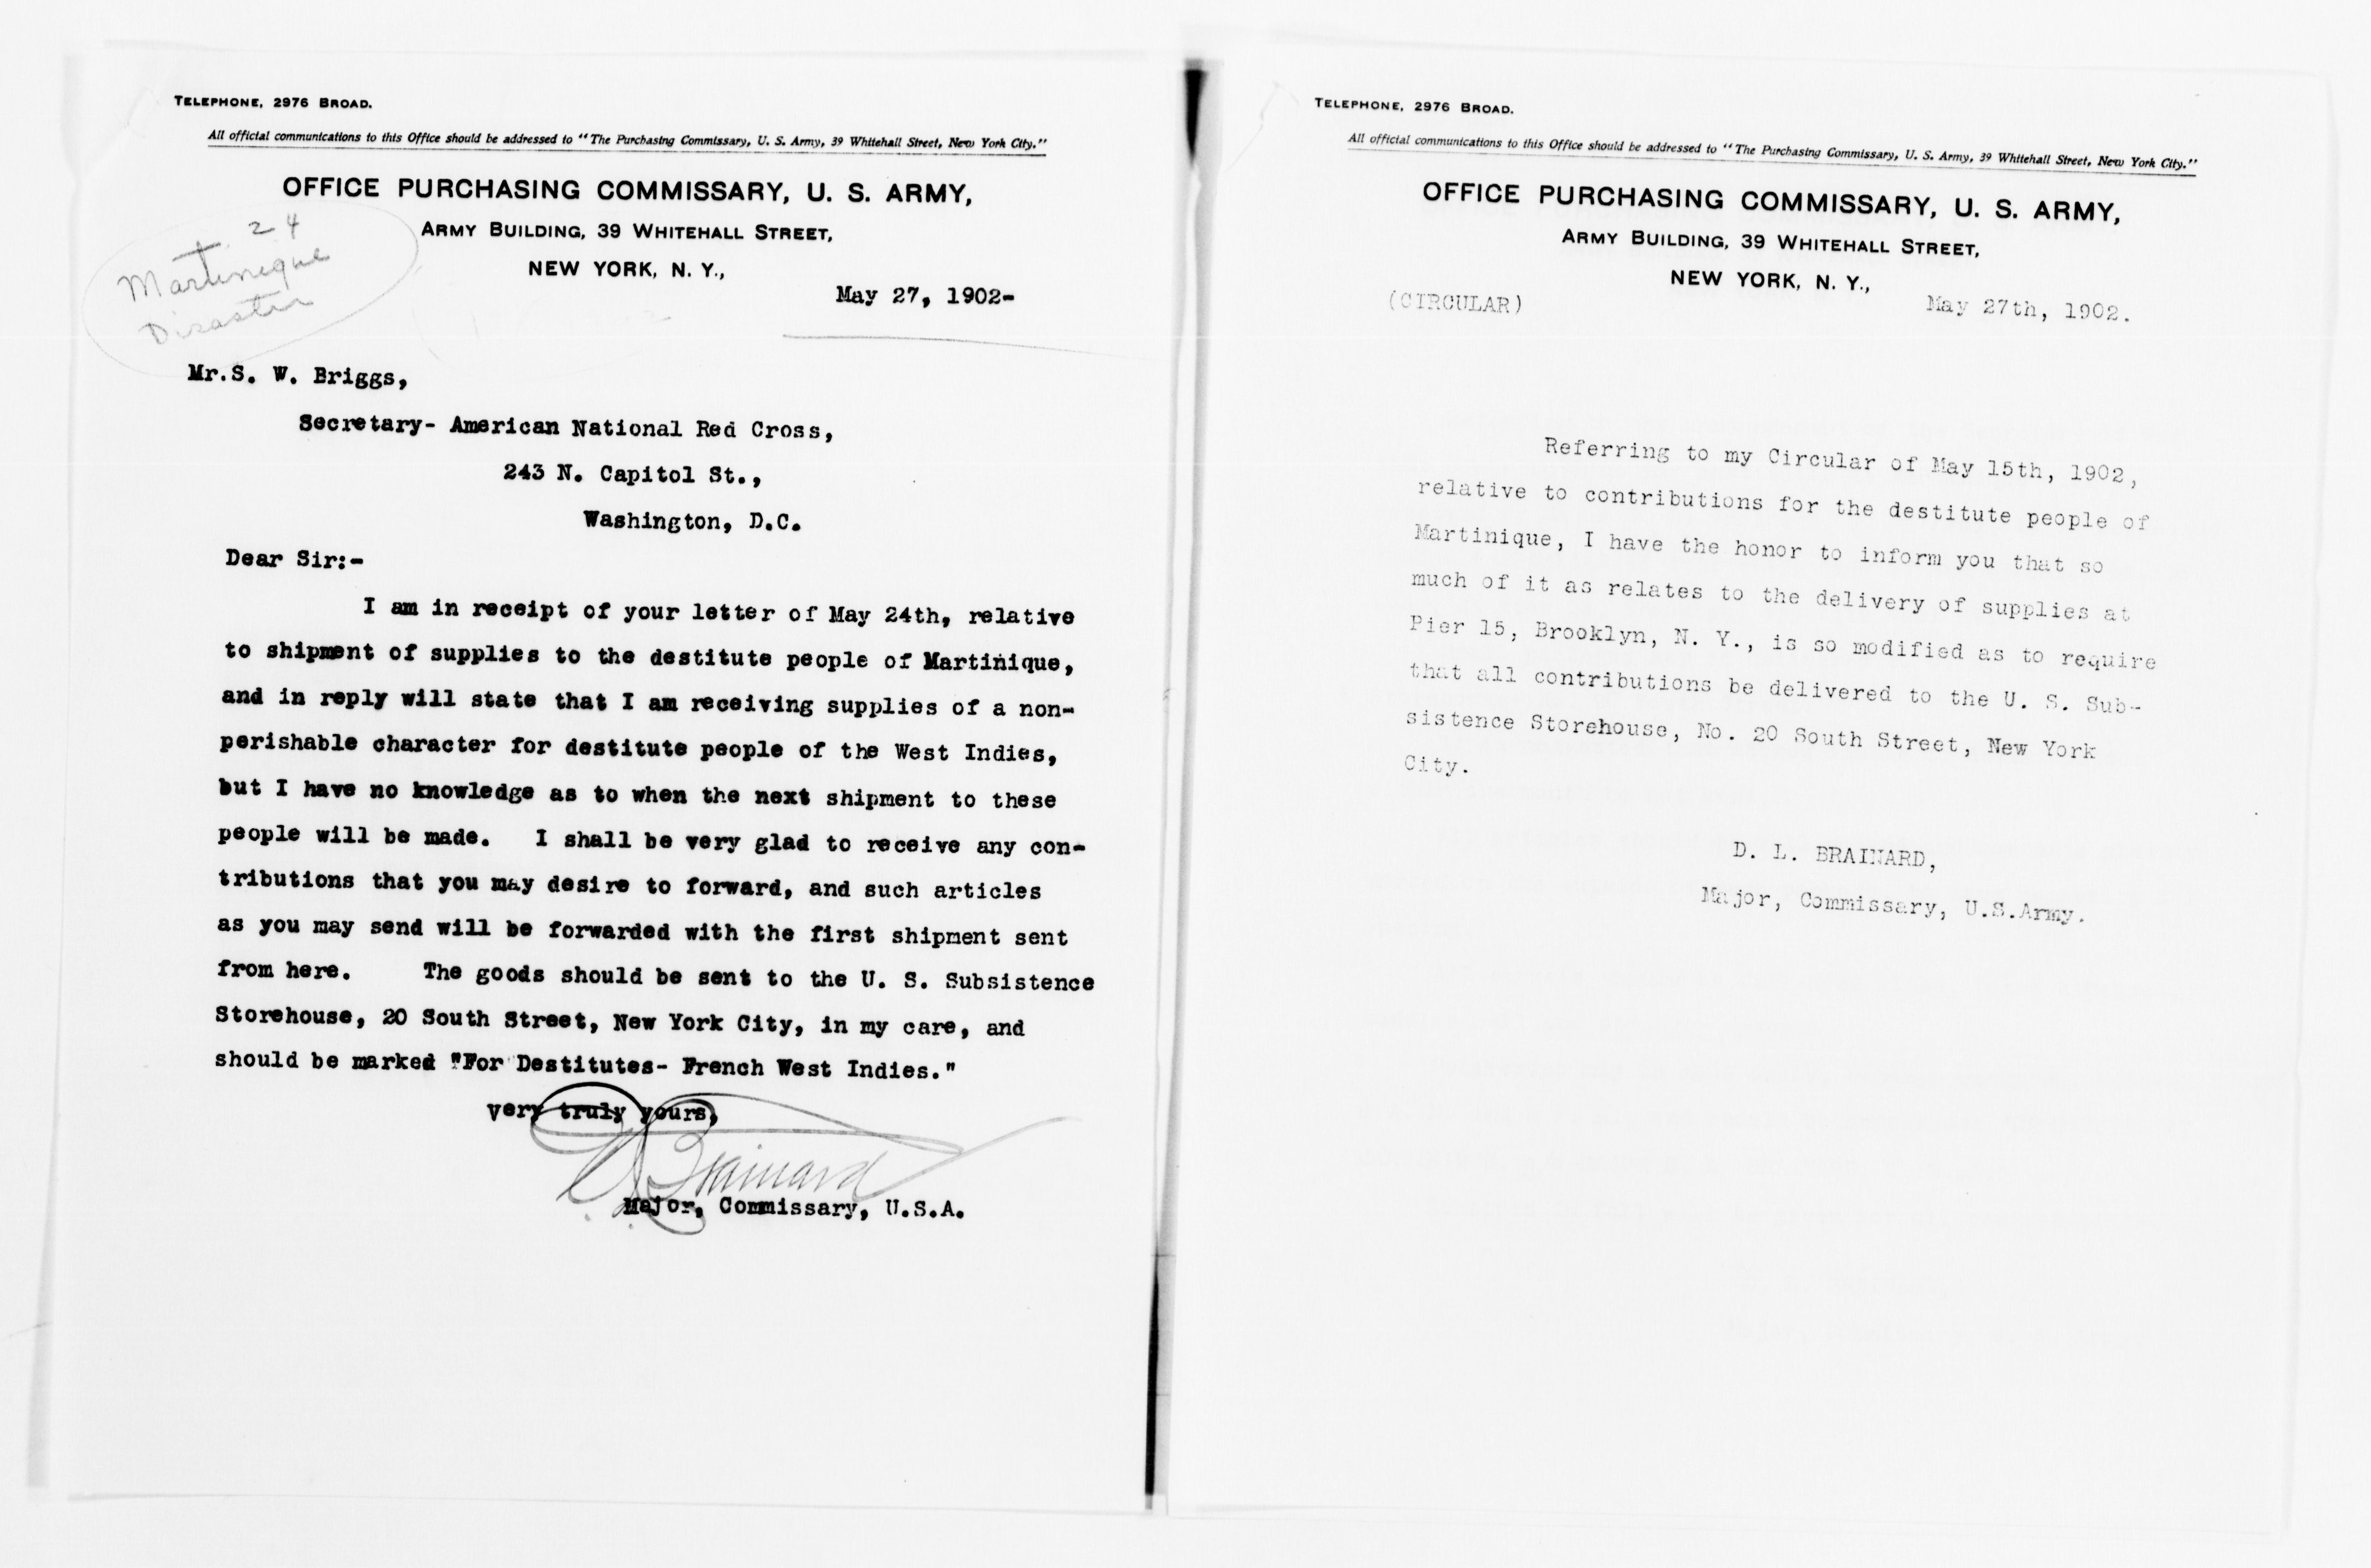 TELEPHONE, 2976 BROAD.
All official communications to this Office should be addressed to "The Purchasing Commissary, U. S. Army, 39 Whitehall Street, New York City."
OFFICE PURCHASING COMMISSARY, U. S. ARMY,
ARMY BUILDING, 39 WHITEHALL STREET,
NEW YORK, N. Y.,
May 27, 1902-
24
Martinique
Disaster
Mr.S. W. Briggs,
Secretary- American National Red Cross,
243 N. Capitol St.,
Washington, D.C.
Dear Sir:-
I am in receipt of your letter of May 24th, relative
to shipment of supplies to the destitute people of Martinique,
and in reply will state that I am receiving supplies of a non-
perishable character for destitute people of the West Indies,
but I have no knowledge as to when the next shipment to these
people will be made. I shall be very glad to receive any con-
tributions that you may desire to forward, and such articles
as you may send will be forwarded with the first shipment sent
from here. The goods should be sent to the U. S. Subsistence
Storehouse, 20 South Street, New York City, in my care, and
should be marked "For Destitutes- French West Indies."
very truly yours,
D L Brainard
Major, Commissary, U.S.A.
TELEPHONE, 2976 BROAD.
All official communications to this Office should be addressed to "The Purchasing Commissary, U. S. Army, 39 Whitehall Street, New York City."
OFFICE PURCHASING COMMISSARY, U. S. ARMY,
ARMY BUILDING, 39 WHITEHALL STREET,
NEW YORK, N. Y.,
(CIRCULAR) May 27th, 1902.
Referring to my Circular of May 15th, 1902,
relative to contributions for the destitute people of
Martinique, I have the honor to inform you that so
much of it as relates to the delivery of supplies at
Pier 15, Brooklyn, N. Y., is so modified as to require
that all contributions be delivered to the U. S. Sub-
sistence Storehouse, No. 20 South Street, New York
City.
D. L. BRAINARD,
Major, Commissary, U.S.Army.